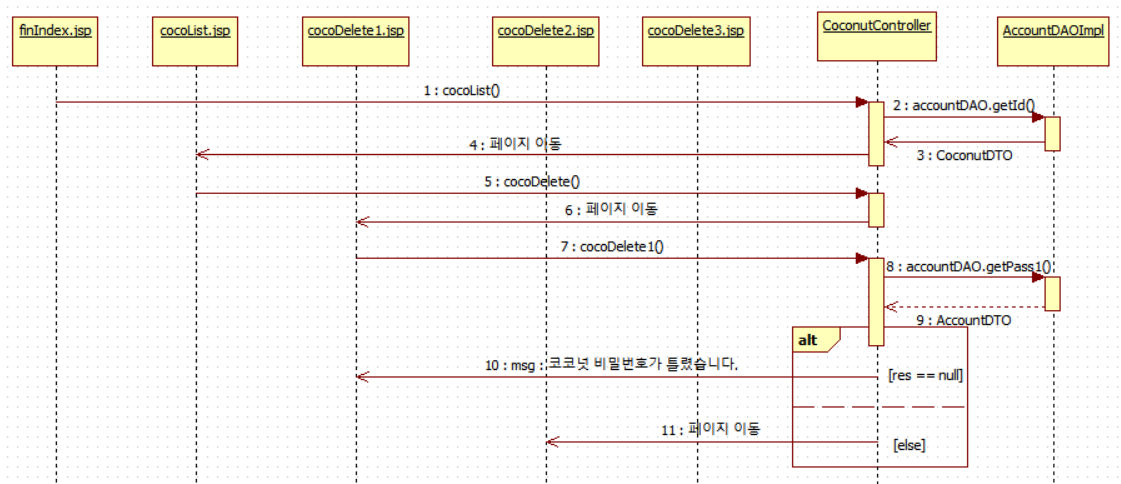 finIndex.jsp
cocoList.jsp
cocoDelete1.jsp
cocoDelete2.jsp
cocoDelete3.jsp
CoconutController
AccountDAOImpl
1 : cocoList()
2 : accountDAO.getId()
3 : CoconutDTO
4 : 페이지 이동
5 : cocoDelete()
6 : 페이지 이동
7 : cocoDelete1()
8 : accountDAO.getPass1()
9 : AccountDTO
alt
10 : msg : 코코넛 비밀번호가 틀렸습니다.
[res == null]
11 : 페이지 이동
[else]